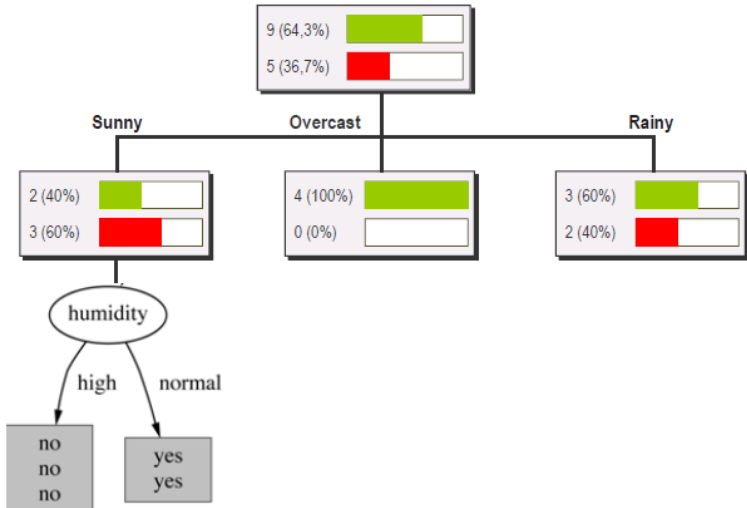 9 (64,3%)
5 (36,7%)
Sunny
Overcast
Rainy
2 (40%)
3 (60%)
4 (100%)
0 (0%)
3 (60%)
2 (40%)
humidity
high
normal
no
no
no
yes
yes